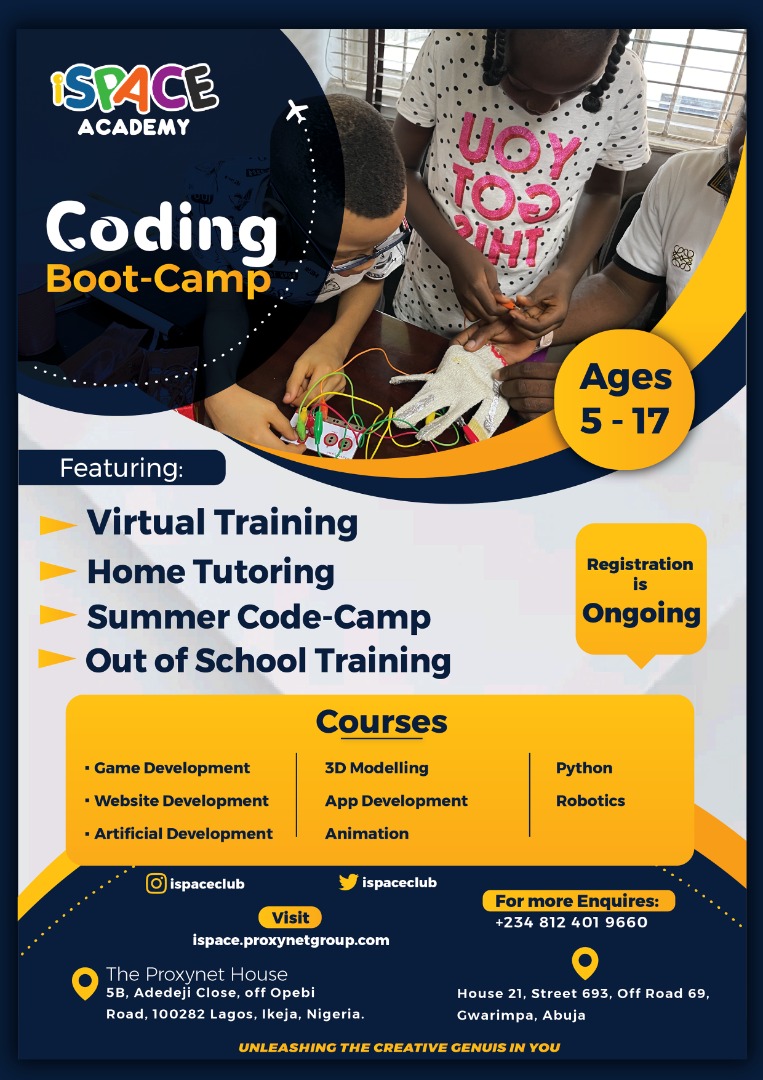 iSPACE
ACADEMY
Coding
Boot-Camp
YOU
GOT
THIS
Ages
5 - 17
Featuring:
Virtual Training
Home Tutoring
Summer Code-Camp
Out of School Training
Registration
is
Ongoing
Courses
· Game Development
· Website Development
· Artificial Development
3D Modelling
App Development
Animation
Python
Robotics
ispaceclub
ispaceclub
Visit
ispace.proxynetgroup.com
For more Enquires:
+234 812 401 9660
The Proxynet House
5B, Adedeji Close, off Opebi
Road, 100282 Lagos, Ikeja, Nigeria.
House 21, Street 693, Off Road 69,
Gwarimpa, Abuja
UNLEASHING THE CREATIVE GENUIS IN YOU